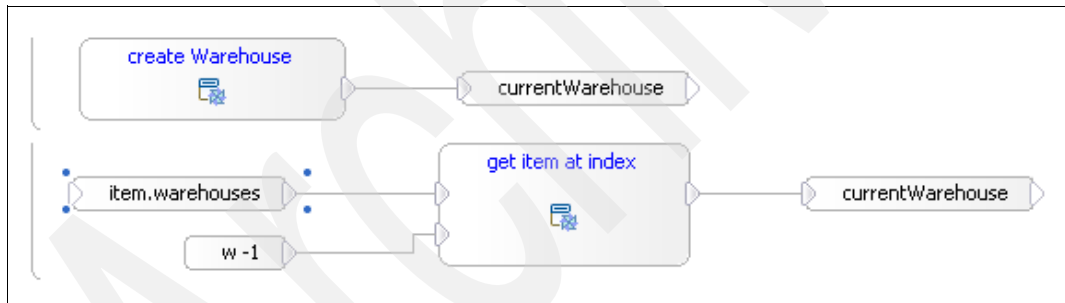 create Warehouse
currentWarehouse
get item at index
item.warehouses
currentWarehouse
w -1